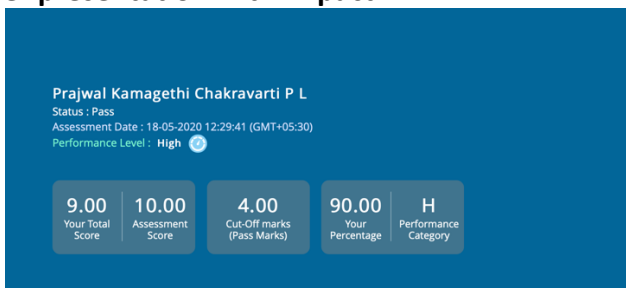 Prajwal Kamagethi Chakravarti P L
Status : Pass
Assessment Date : 18-05-2020 12:29:41 (GMT+05:30)
Performance Level : High
9.00
Your Total
Score
10.00
Assessment
Score
4.00
Cut-Off marks
(Pass Marks)
90.00
Your
Percentage
H
Performance
Category